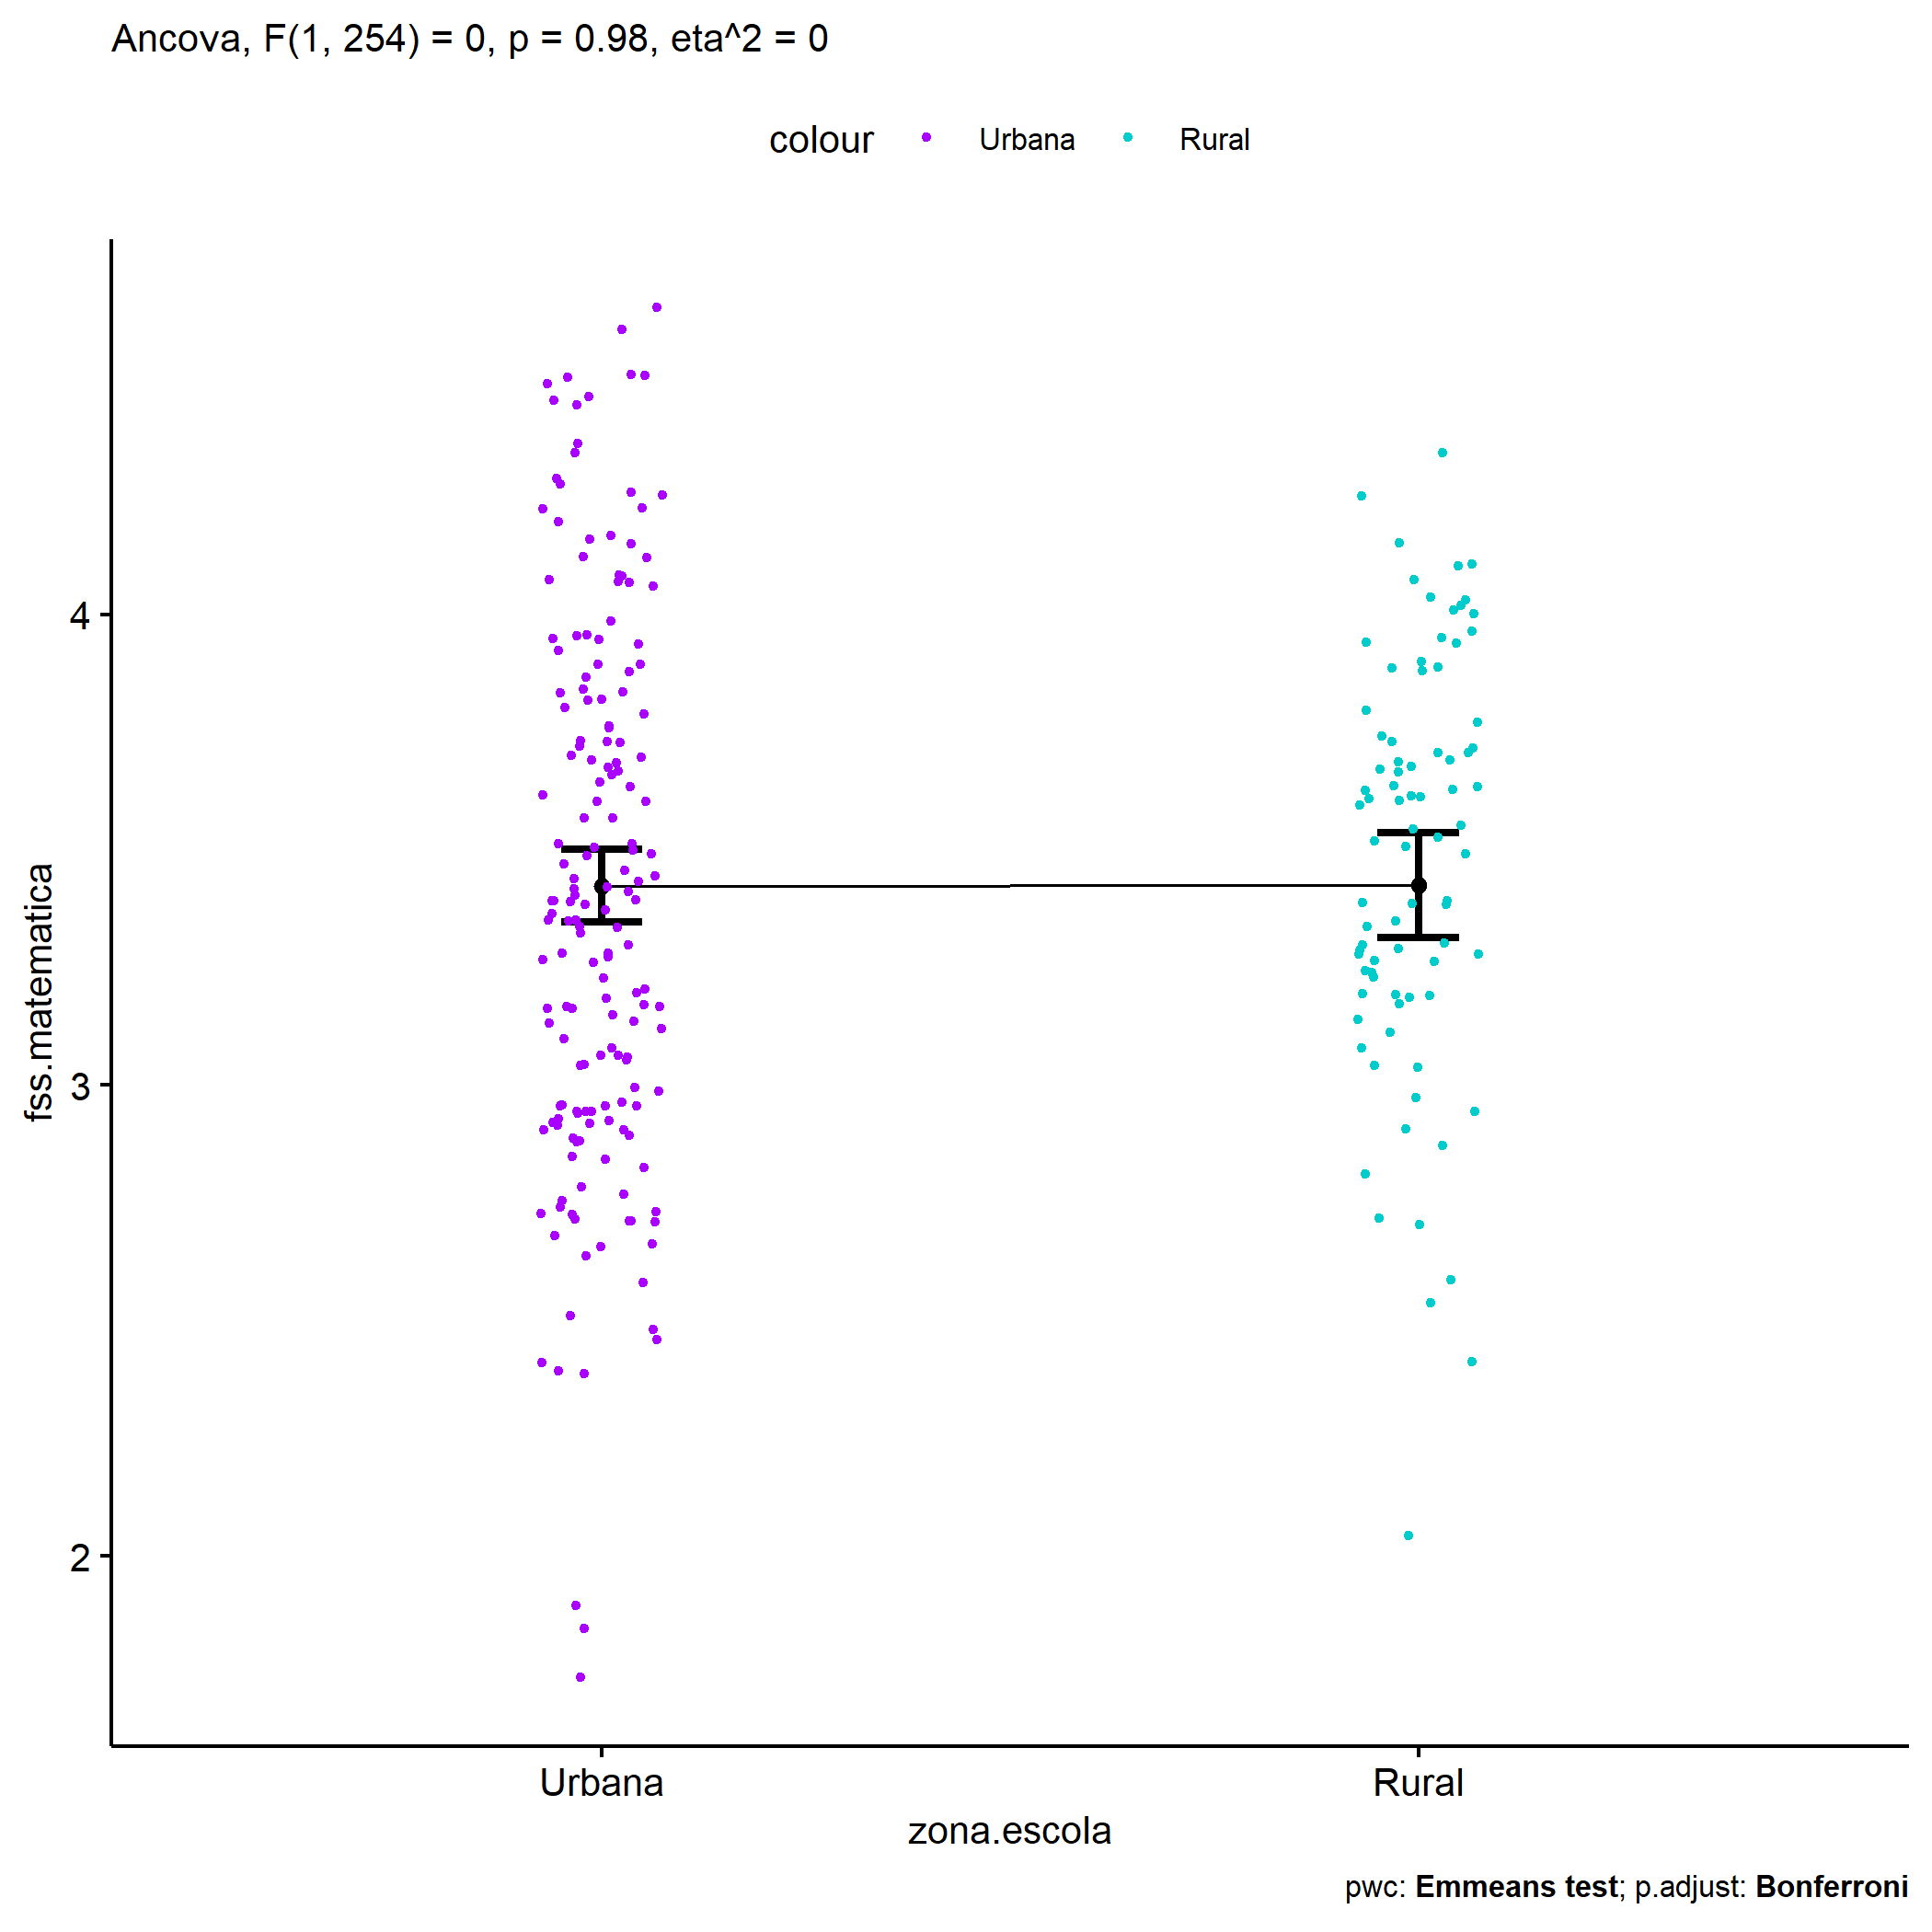 Ancova, F(1, 254) = 0, p = 0.98, eta^2 = 0
colour Urbana Rural
fss.matematica
4
3
2
Urbana Rural
zona.escola
pwc: Emmeans test; p.adjust: Bonferroni